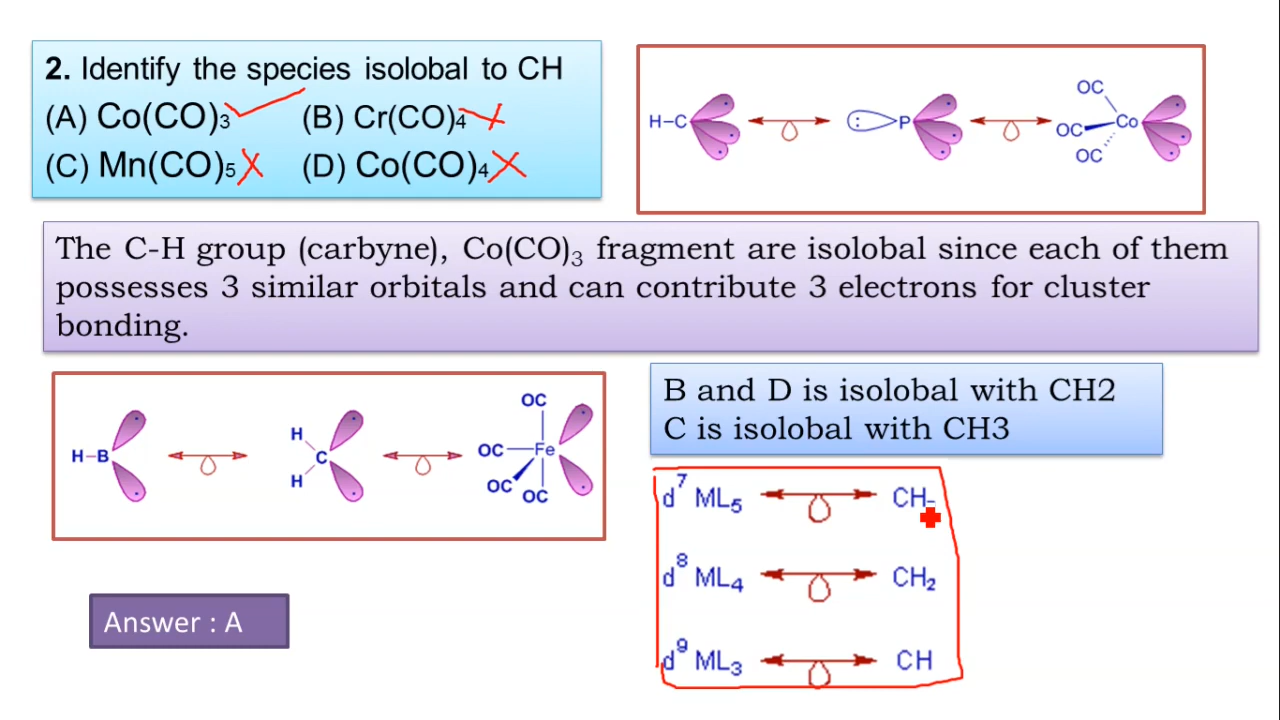 2. Identify the species isolobal to CH
(A) Co(CO)₃ (B) Cr(CO)₄
(C) Mn(CO)₅ (D) Co(CO)₄
H–C P Co OC OC OC
The C-H group (carbyne), Co(CO)₃ fragment are isolobal since each of them
possesses 3 similar orbitals and can contribute 3 electrons for cluster
bonding.
H–B H C H OC OC Fe OC OC
B and D is isolobal with CH2
C is isolobal with CH3
d⁷ ML₅ CH
d⁸ ML₄ CH₂
d⁹ ML₃ CH
Answer : A